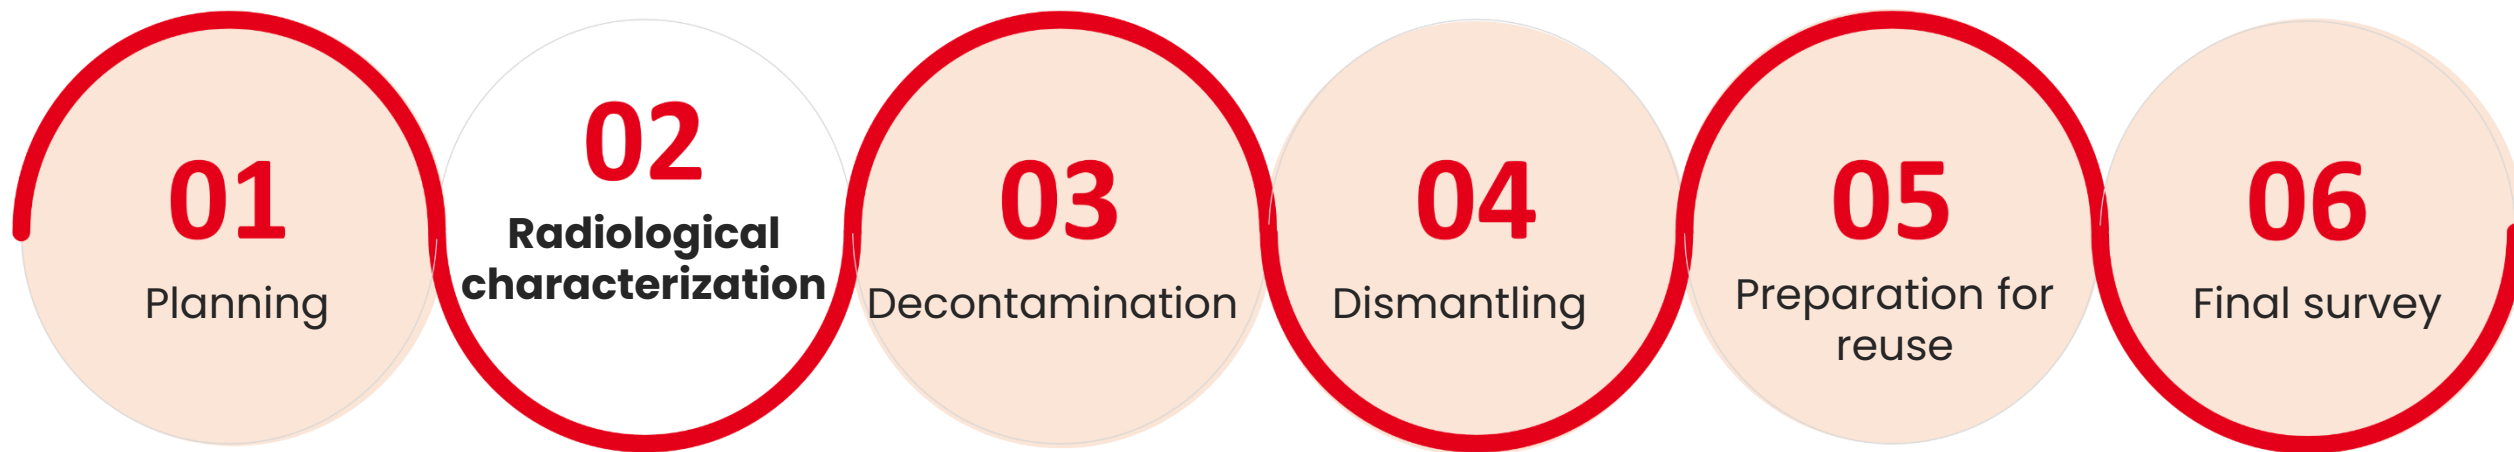 01
Planning
02
Radiological
characterization
03
Decontamination
04
Dismantling
05
Preparation for
reuse
06
Final survey